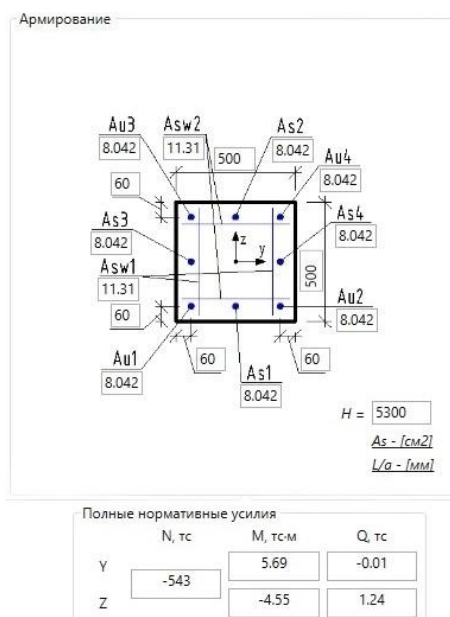 Армирование
Au3 Asw2 As2
8.042 11.31 8.042 Au4
500 8.042
60
As3 As4
8.042 z 8.042
Asw1 y
11.31 500
60 Au2
8.042
Au1 60 As1 60
8.042 8.042
H = 5300
As - [см2]
L/a - [мм]
Полные нормативные усилия
N, тс M, тс·м Q, тс
Y 5.69 -0.01
-543
Z -4.55 1.24